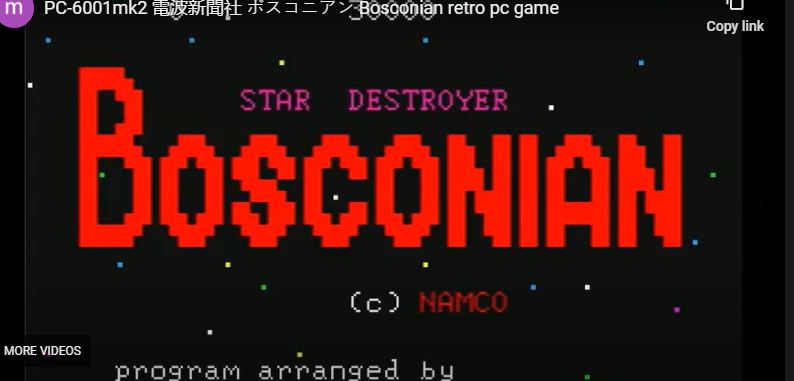 m
PC-6001mk2 電波新聞社 ボスコニアン Bosconian retro pc game
30000
Copy link
STAR DESTROYER
BOSCONIAN
(c) NAMCO
MORE VIDEOS
program arranged by